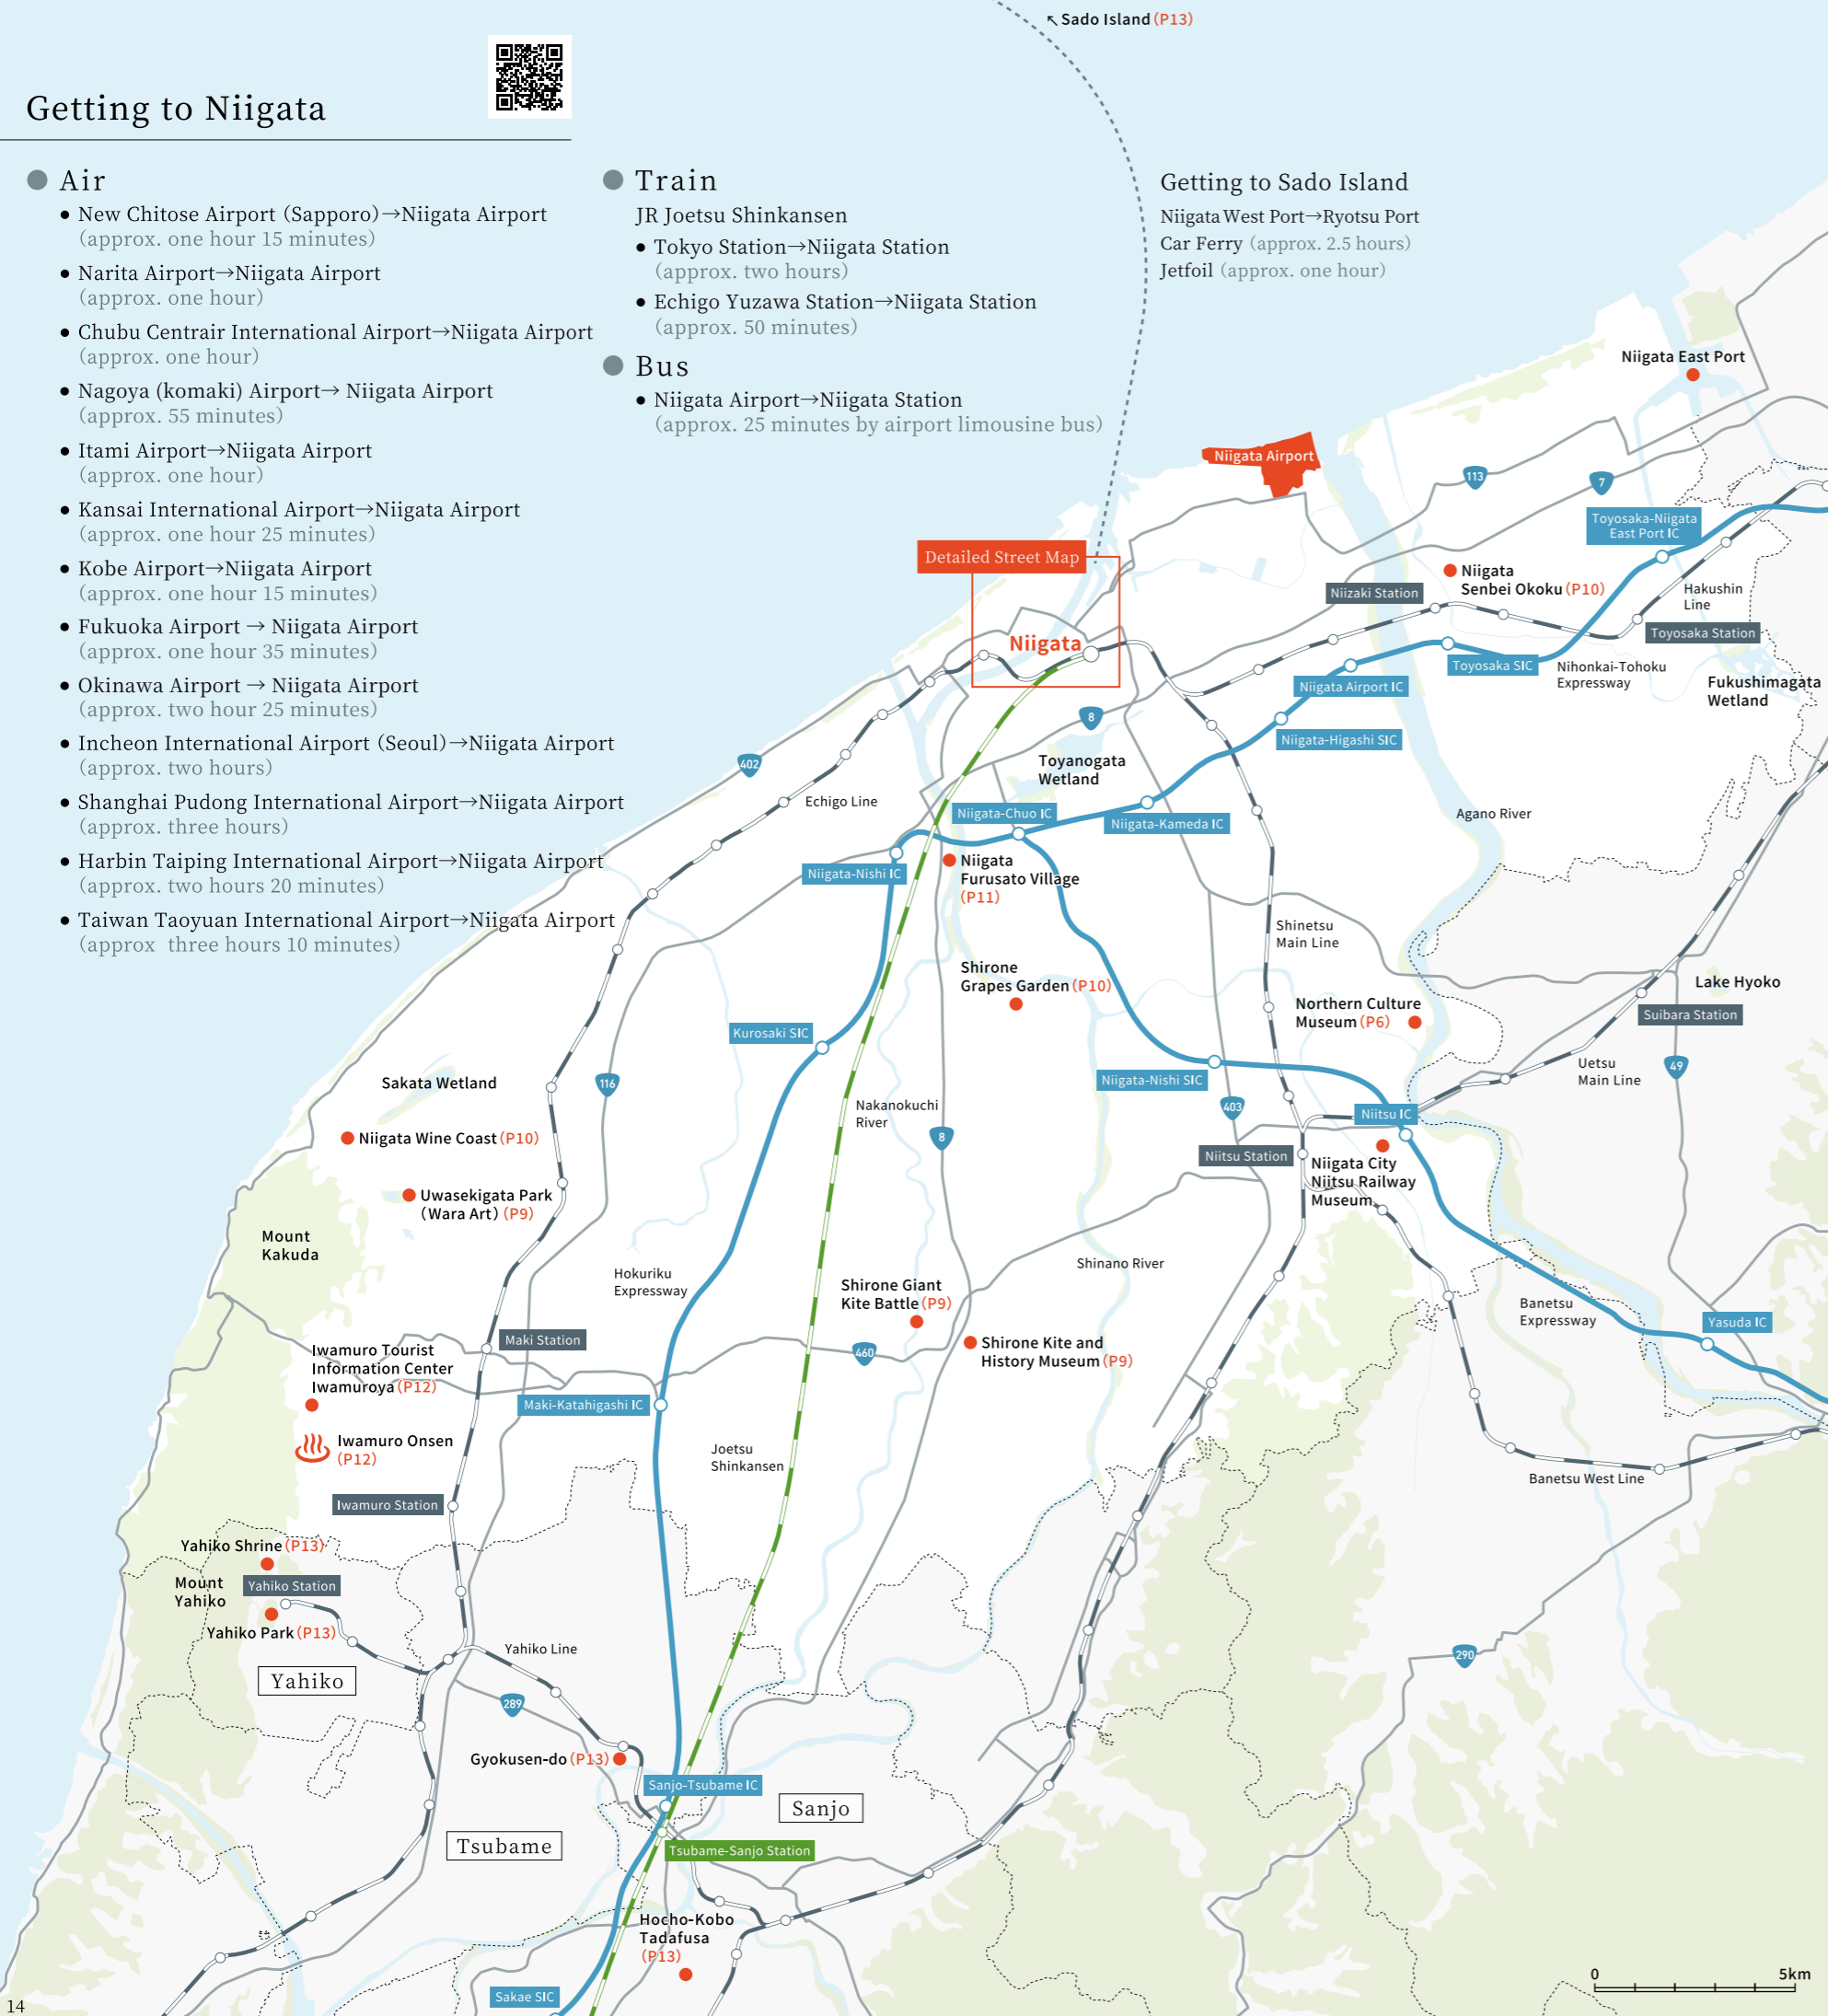 ↖Sado Island(P13)
Getting to Niigata
Air
• New Chitose Airport (Sapporo)→Niigata Airport
(approx. one hour 15 minutes)
• Narita Airport→Niigata Airport
(approx. one hour)
• Chubu Centrair International Airport→Niigata Airport
(approx. one hour)
• Nagoya (komaki) Airport→ Niigata Airport
(approx. 55 minutes)
• Itami Airport→Niigata Airport
(approx. one hour)
• Kansai International Airport→Niigata Airport
(approx. one hour 25 minutes)
• Kobe Airport→Niigata Airport
(approx. one hour 15 minutes)
• Fukuoka Airport → Niigata Airport
(approx. one hour 35 minutes)
• Okinawa Airport → Niigata Airport
(approx. two hour 25 minutes)
• Incheon International Airport (Seoul)→Niigata Airport
(approx. two hours)
• Shanghai Pudong International Airport→Niigata Airport
(approx. three hours)
• Harbin Taiping International Airport→Niigata Airport
(approx. two hours 20 minutes)
• Taiwan Taoyuan International Airport→Niigata Airport
(approx three hours 10 minutes)
Train
JR Joetsu Shinkansen
• Tokyo Station→Niigata Station
(approx. two hours)
• Echigo Yuzawa Station→Niigata Station
(approx. 50 minutes)
Bus
• Niigata Airport→Niigata Station
(approx. 25 minutes by airport limousine bus)
Getting to Sado Island
Niigata West Port→Ryotsu Port
Car Ferry (approx. 2.5 hours)
Jetfoil (approx. one hour)
Niigata East Port
Niigata Airport
113
7
Toyosaka-Niigata
East Port IC
Detailed Street Map
Niigata
Senbei Okoku(P10)
Niizaki Station
Hakushin
Line
Toyosaka Station
Niigata
Toyosaka SIC
Nihonkai-Tohoku
Expressway
Niigata Airport IC
Fukushimagata
Wetland
8
Niigata-Higashi SIC
402
Toyanogata
Wetland
Echigo Line
Niigata-Chuo IC
Niigata-Kameda IC
Agano River
Niigata-Nishi IC
Niigata
Furusato Village
(P11)
Shinetsu
Main Line
Shirone
Grapes Garden(P10)
Lake Hyoko
Northern Culture
Museum(P6)
Suibara Station
Kurosaki SIC
Uetsu
Main Line
49
Sakata Wetland
116
Niigata-Nishi SIC
Nakanokuchi
River
403
Niitsu IC
8
Niigata Wine Coast(P10)
Niitsu Station
Niigata City
Niitsu Railway
Museum
Uwasekigata Park
(Wara Art)(P9)
Mount
Kakuda
Shinano River
Hokuriku
Expressway
Shirone Giant
Kite Battle(P9)
Banetsu
Expressway
Yasuda IC
Maki Station
Shirone Kite and
History Museum(P9)
460
Iwamuro Tourist
Information Center
Iwamuroya(P12)
Maki-Katahigashi IC
Iwamuro Onsen
(P12)
Joetsu
Shinkansen
Banetsu West Line
Iwamuro Station
Yahiko Shrine(P13)
Mount
Yahiko
Yahiko Station
Yahiko Park(P13)
Yahiko Line
290
Yahiko
289
Gyokusen-do(P13)
Sanjo-Tsubame IC
Sanjo
Tsubame
Tsubame-Sanjo Station
Hocho-Kobo
Tadafusa
(P13)
Sakae SIC
0 5km
14